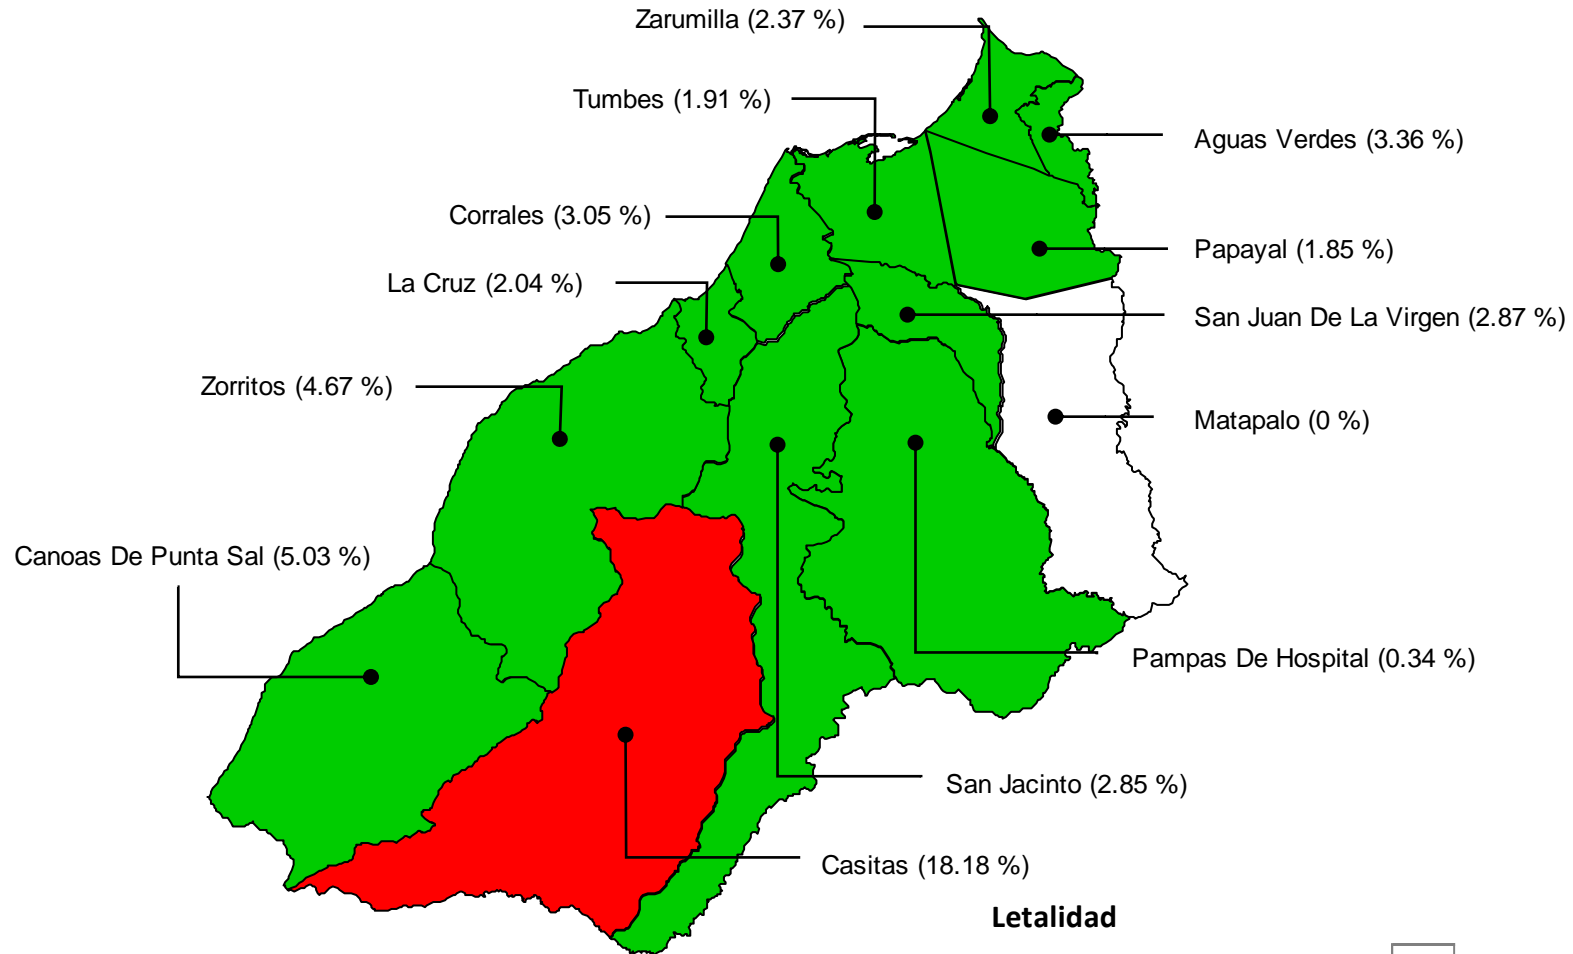 Zarumilla (2.37 %)
Tumbes (1.91 %)
Aguas Verdes (3.36 %)
Corrales (3.05 %)
Papayal (1.85 %)
La Cruz (2.04 %)
San Juan De La Virgen (2.87 %)
Zorritos (4.67 %)
Matapalo (0 %)
Canoas De Punta Sal (5.03 %)
Pampas De Hospital (0.34 %)
San Jacinto (2.85 %)
Casitas (18.18 %)
Letalidad